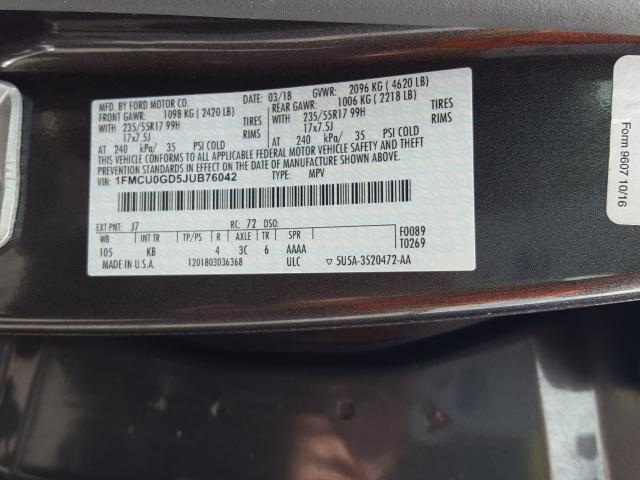 MFD. BY FORD MOTOR CO.
DATE: 03/18 GVWR: 2096 KG ( 4620 LB)
FRONT GAWR: 1098 KG ( 2420 LB) REAR GAWR: 1006 KG ( 2218 LB)
WITH 235/55R17 99H TIRES WITH 235/55R17 99H TIRES
17x7.5J RIMS 17x7.5J RIMS
AT 240 kPa/ 35 PSI COLD AT 240 kPa/ 35 PSI COLD
THIS VEHICLE CONFORMS TO ALL APPLICABLE FEDERAL MOTOR VEHICLE SAFETY AND THEFT
PREVENTION STANDARDS IN EFFECT ON THE DATE OF MANUFACTURE SHOWN ABOVE.
VIN: 1FMCU0GD5JUB76042 TYPE: MPV
EXT PNT: J7 RC: 72 DSO: F0089
WB INT TR TP/PS R AXLE TR SPR T0269
105 KB 4 3C 6 AAAA
MADE IN U.S.A. 1201803036368 ULC ▽ 5U5A-3520472-AA
Form 9607 10/16